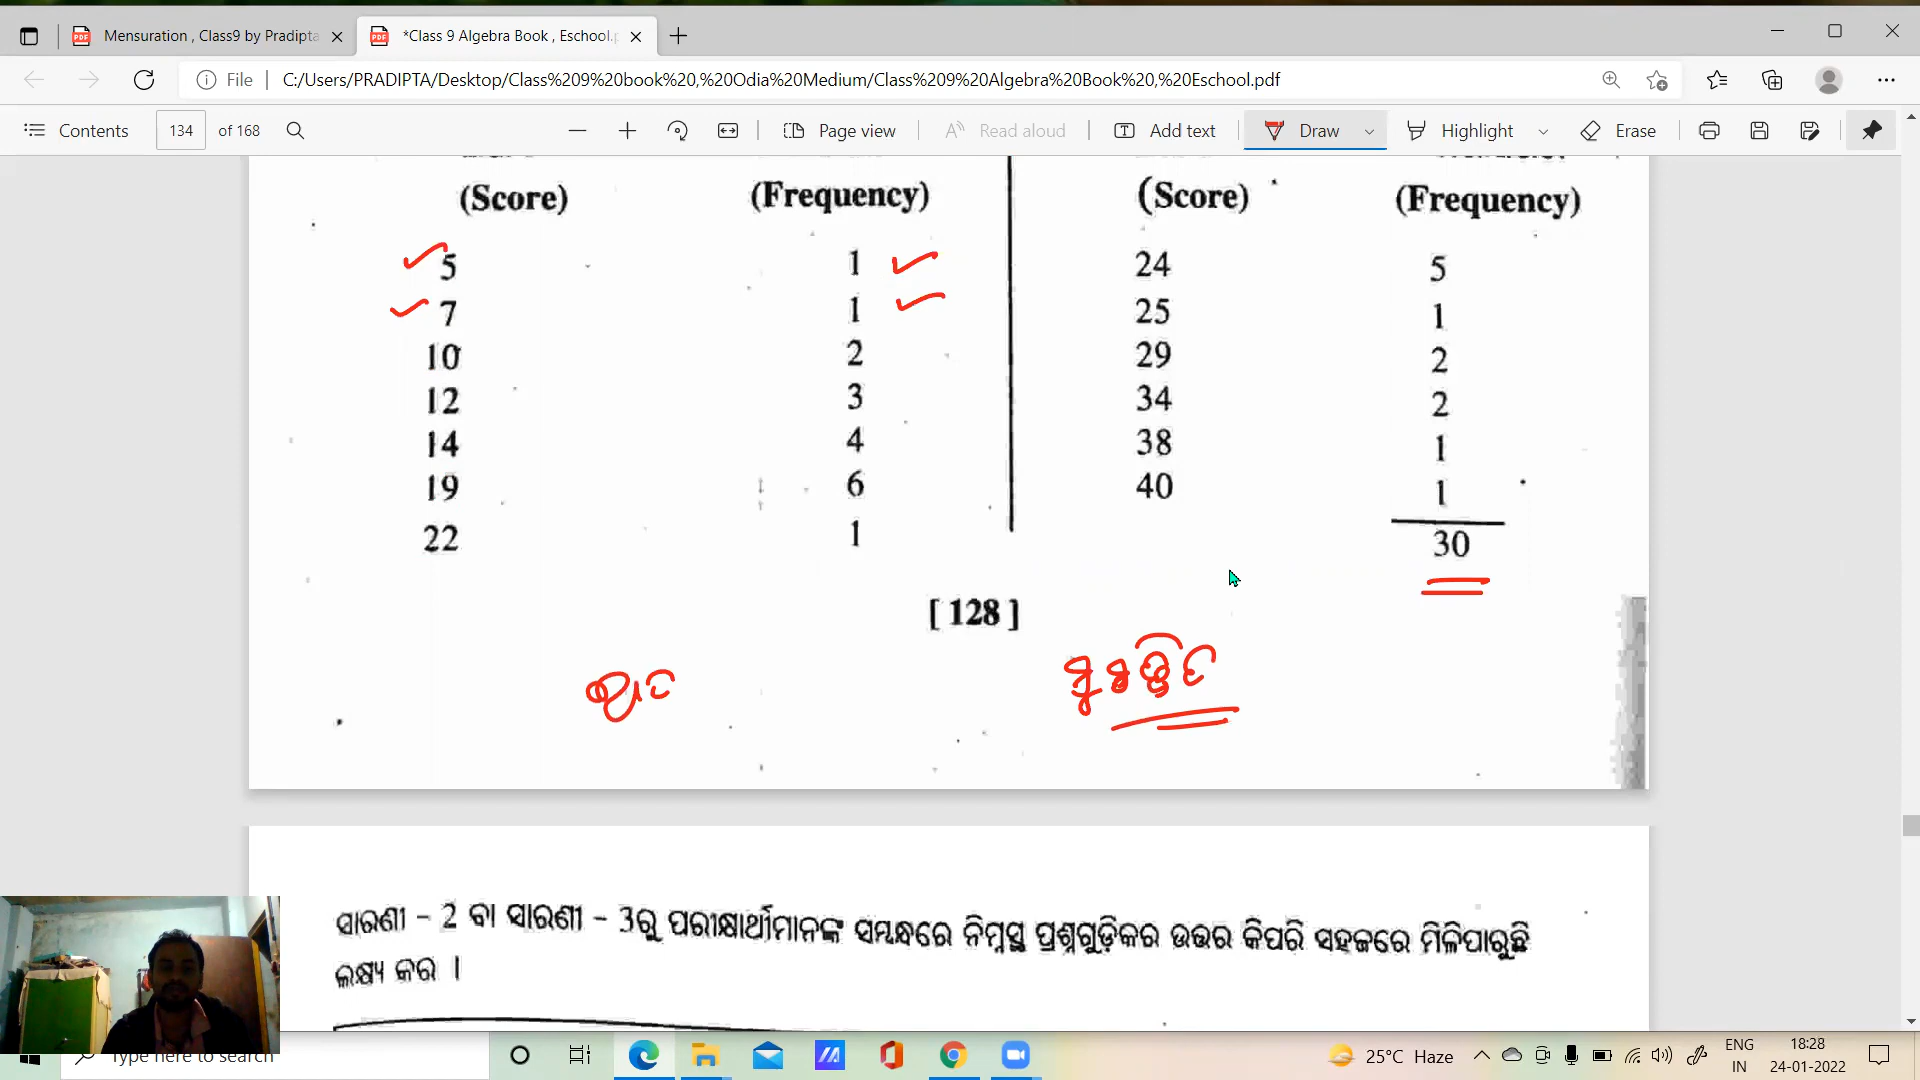 Mensuration , Class9 by Pradipta
*Class 9 Algebra Book , Eschool.p
File
C:/Users/PRADIPTA/Desktop/Class%209%20book%20,%20Odia%20Medium/Class%209%20Algebra%20Book%20,%20Eschool.pdf
Contents 134 of 168 Page view Read aloud Add text Draw Highlight Erase
(Score) (Frequency) (Score) (Frequency)
5 1 24 5
7 1 25 1
10 2 29 2
12 3 34 2
14 4 38 1
19 6 40 1
22 1 30
[ 128 ]
ସାରଣୀ – 2 ବା ସାରଣୀ – 3ରୁ ପରୀକ୍ଷାର୍ଥୀମାନଙ୍କ ସମ୍ବନ୍ଧରେ ନିମ୍ନସ୍ଥ ପ୍ରଶ୍ନଗୁଡ଼ିକର ଉତ୍ତର କିପରି ସହଜରେ ମିଳିପାରୁଛି
ଲକ୍ଷ୍ୟ କର ।
Type here to search
25°C Haze
ENG
IN
18:28
24-01-2022